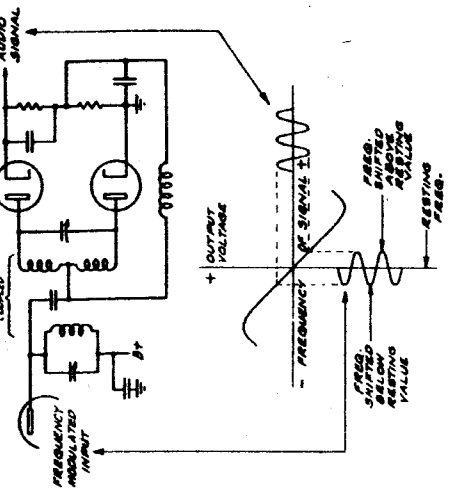 AUDIO
SIGNAL
B+
FREQUENCY
MODULATED
INPUT
+ OUTPUT
VOLTAGE
- FREQUENCY OF SIGNAL +
FREQ.
SHIFTED
ABOVE
RESTING
VALUE
RESTING
FREQ.
FREQ.
SHIFTED
BELOW
RESTING
VALUE